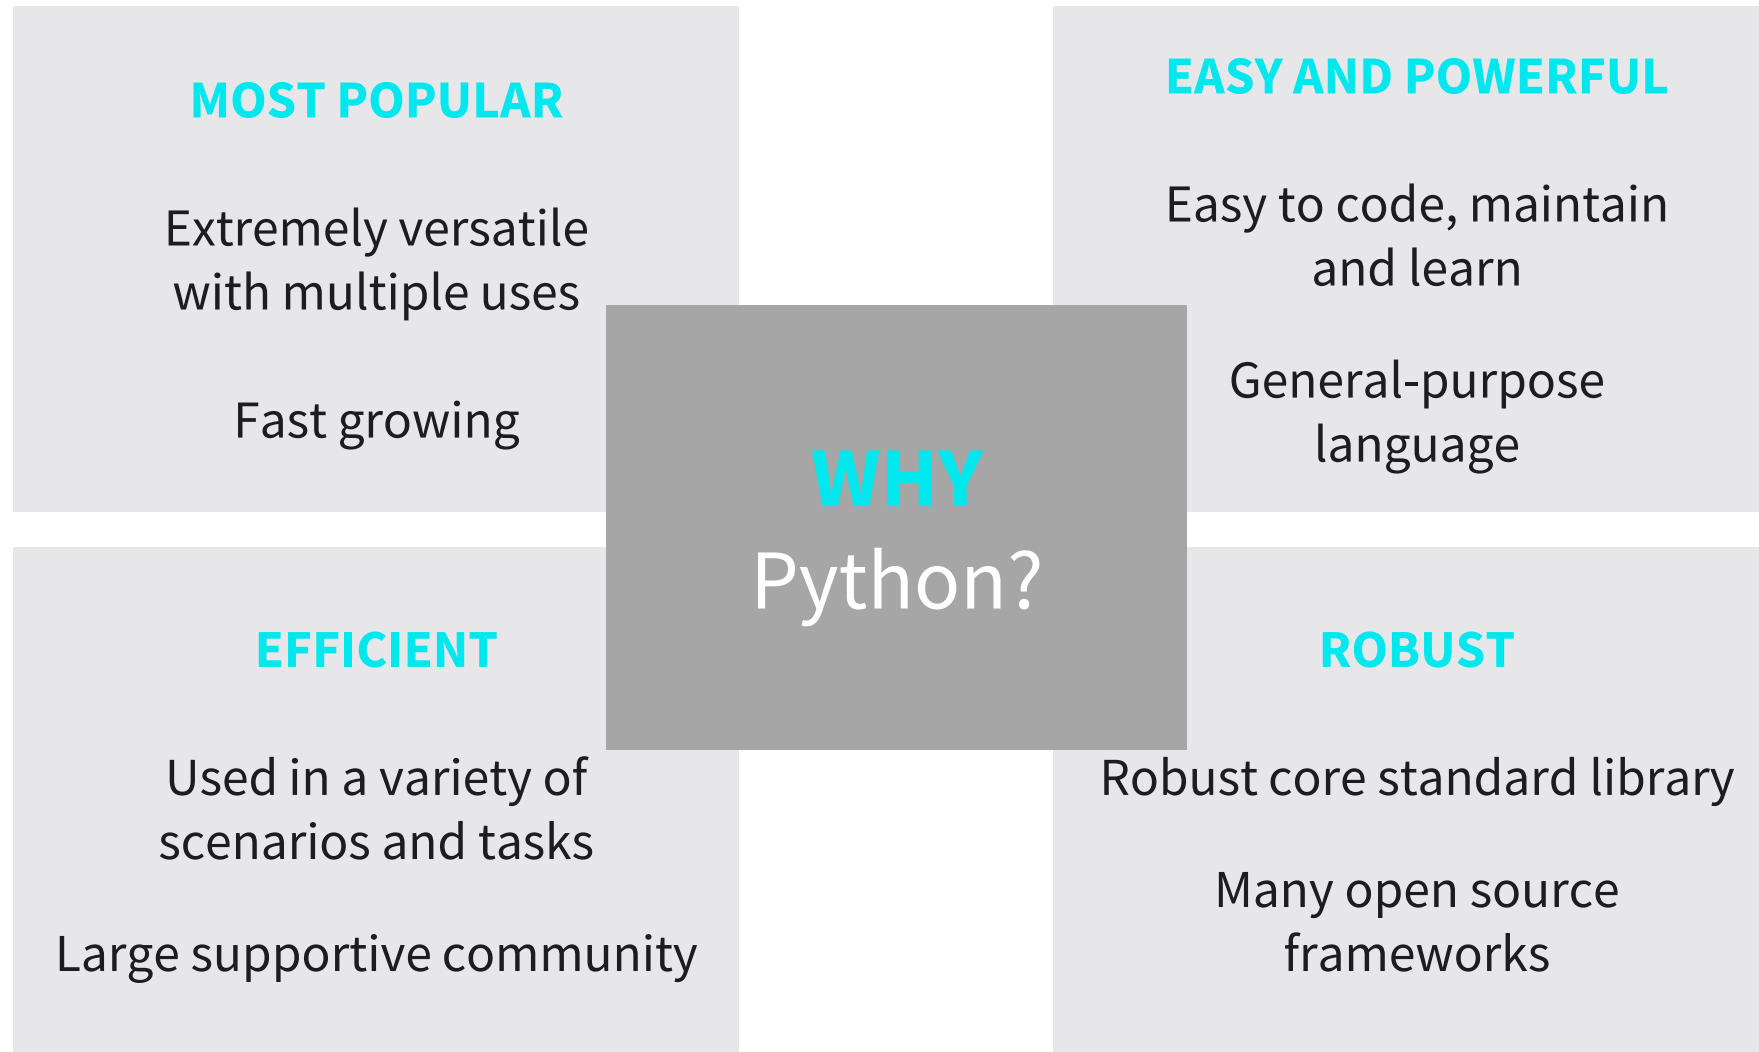 MOST POPULAR
Extremely versatile
with multiple uses
Fast growing
EASY AND POWERFUL
Easy to code, maintain
and learn
General-purpose
language
WHY
Python?
EFFICIENT
Used in a variety of
scenarios and tasks
Large supportive community
ROBUST
Robust core standard library
Many open source
frameworks